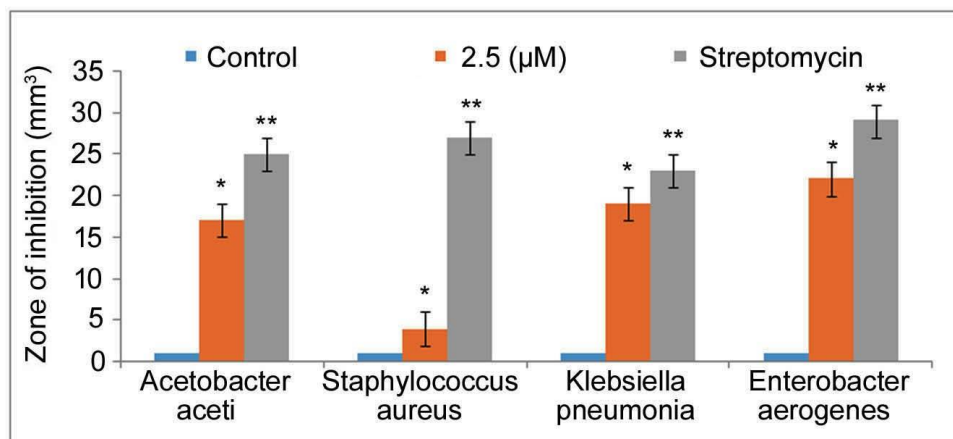 Control 2.5 (µM) Streptomycin
Zone of inhibition (mm³)
35
30
25
20
15
10
5
0
* **
* **
* **
* **
Acetobacter aceti
Staphylococcus aureus
Klebsiella pneumonia
Enterobacter aerogenes